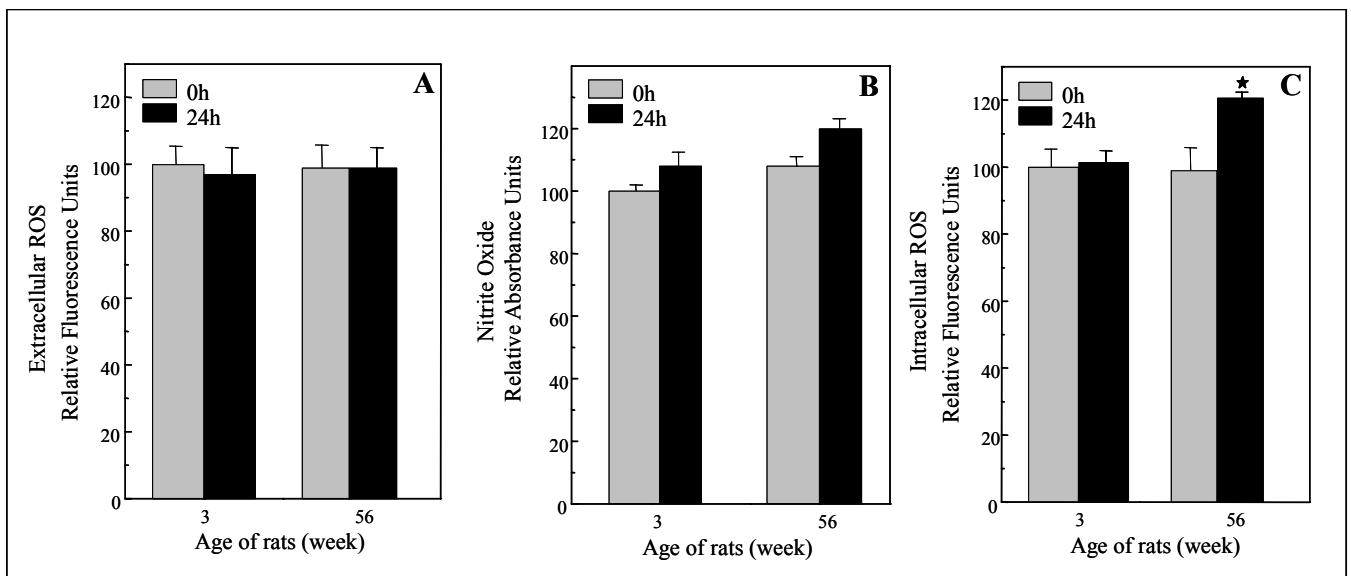 A
0h
24h
120
100
80
60
40
20
0
3
56
Extracellular ROS
Relative Fluorescence Units
Age of rats (week)
B
0h
24h
120
100
80
60
40
20
0
3
56
Nitrite Oxide
Relative Absorbance Units
Age of rats (week)
C
0h
24h
★
120
100
80
60
40
20
0
3
56
Intracellular ROS
Relative Fluorescence Units
Age of rats (week)